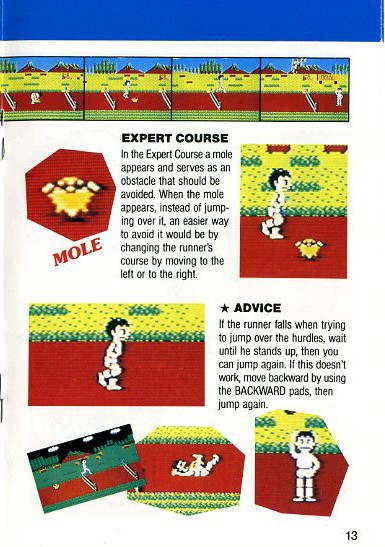 EXPERT COURSE
In the Expert Course a mole
appears and serves as an
obstacle that should be
avoided. When the mole
appears, instead of jump-
ing over it, an easier way
to avoid it would be by
changing the runner's
course by moving to the
left or to the right.
MOLE
★ ADVICE
If the runner falls when trying
to jump over the hurdles, wait
until he stands up, then you
can jump again. If this doesn't
work, move backward by using
the BACKWARD pads, then
jump again.
13